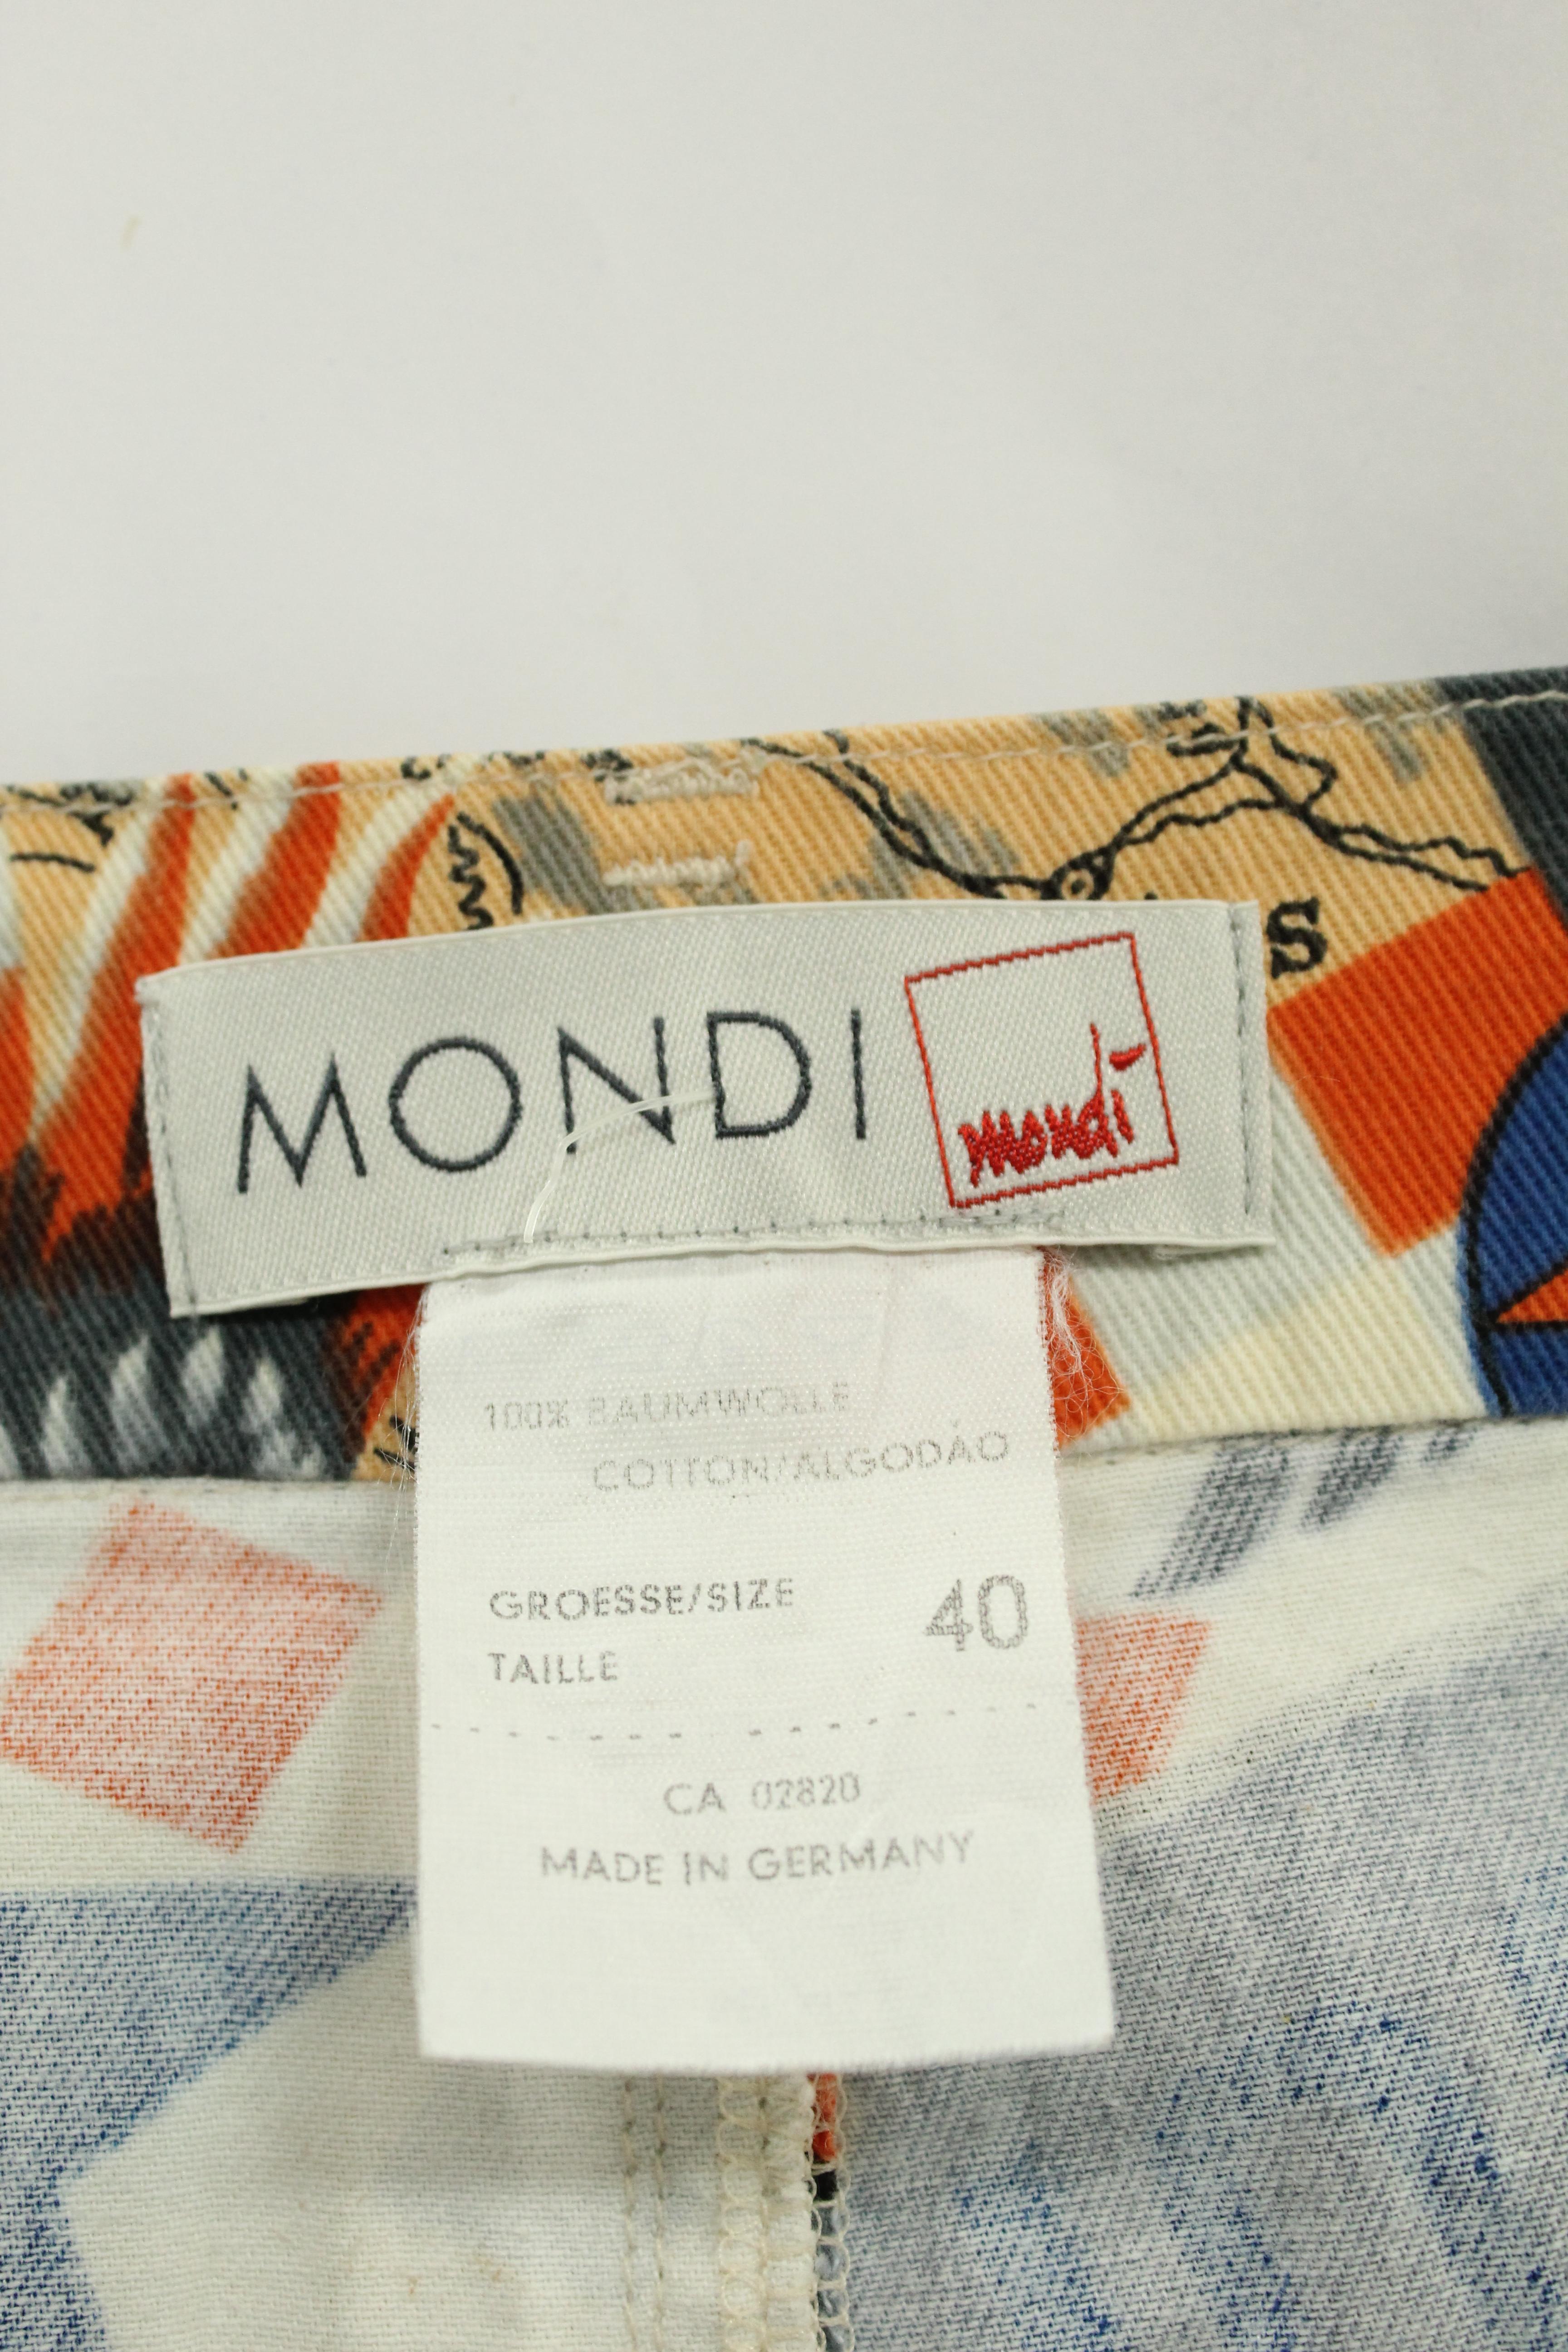 S
MONDI
mondi
100% BAUMWOLLE
COTTON/ALGODÃO
GROESSE/SIZE 40
TAILLE
CA 02820
MADE IN GERMANY